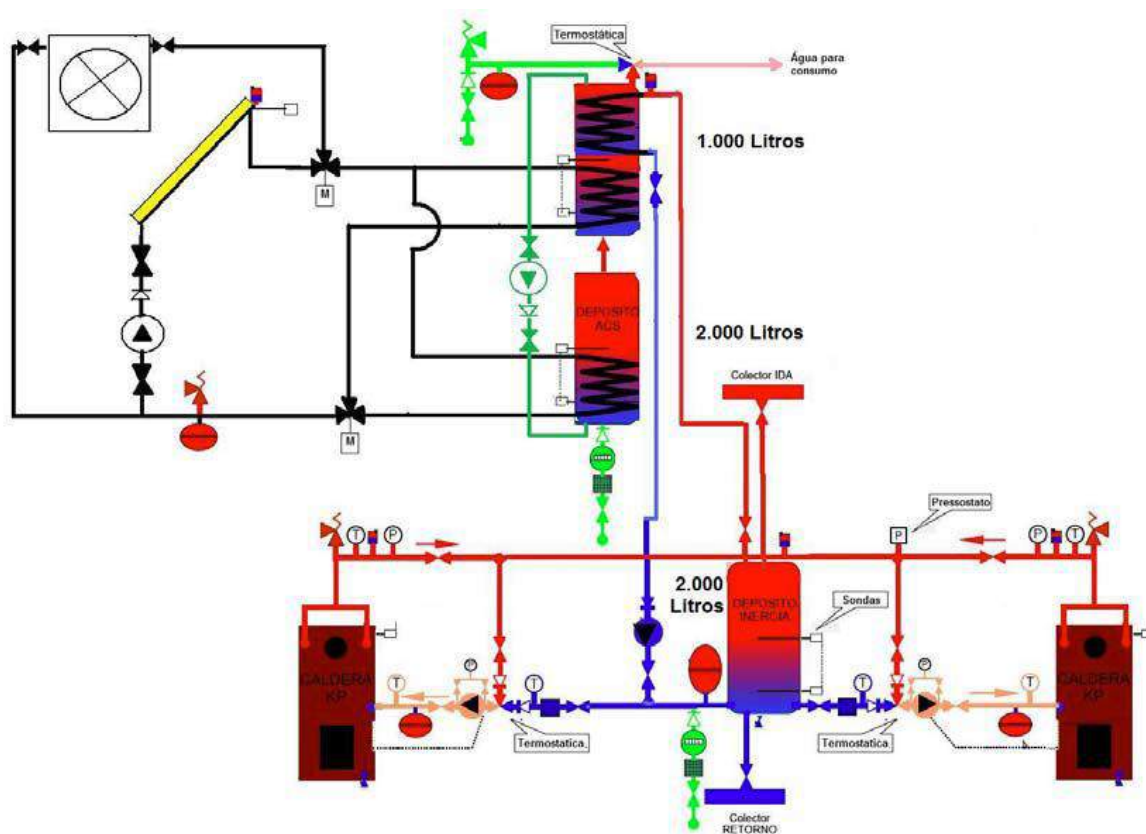 Termostática
Água para
consumo
1.000 Litros
M
DEPOSITO
ACS
2.000 Litros
Colector IDA
M
Pressostato
T
P
P
P
T
2.000
Litros
DEPOSITO
INERCIA
Sondas
CALDERA
KP
T
P
T
T
P
T
CALDERA
KP
Termostatica
Termostatica
Colector
RETORNO